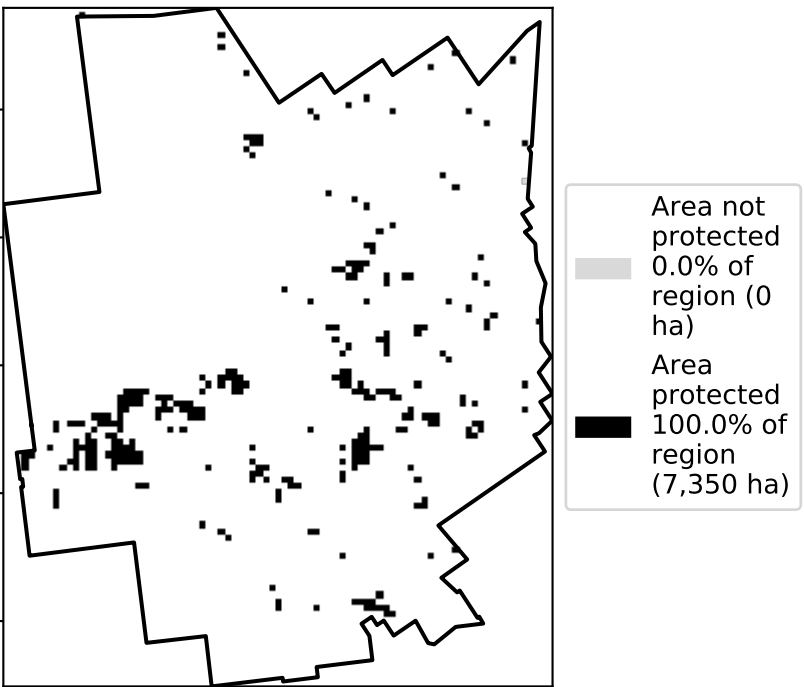 Area not
protected
0.0% of
region (0
ha)
Area
protected
100.0% of
region
(7,350 ha)